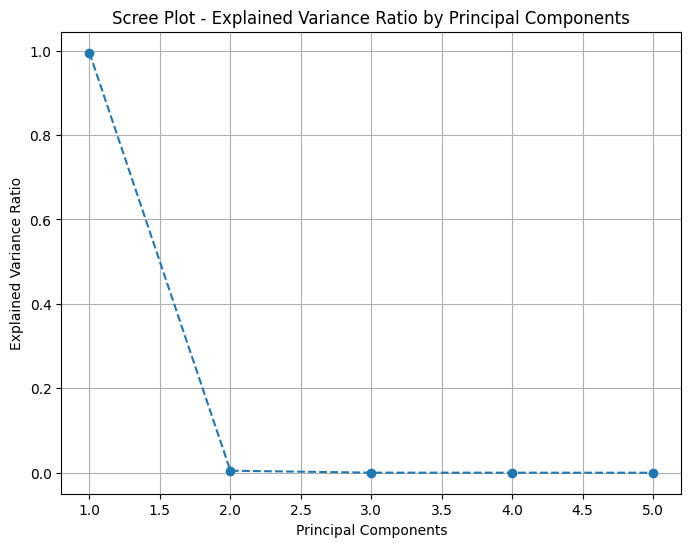 Scree Plot - Explained Variance Ratio by Principal Components
1.0
0.8
0.6
0.4
0.2
0.0
Explained Variance Ratio
1.0 1.5 2.0 2.5 3.0 3.5 4.0 4.5 5.0
Principal Components